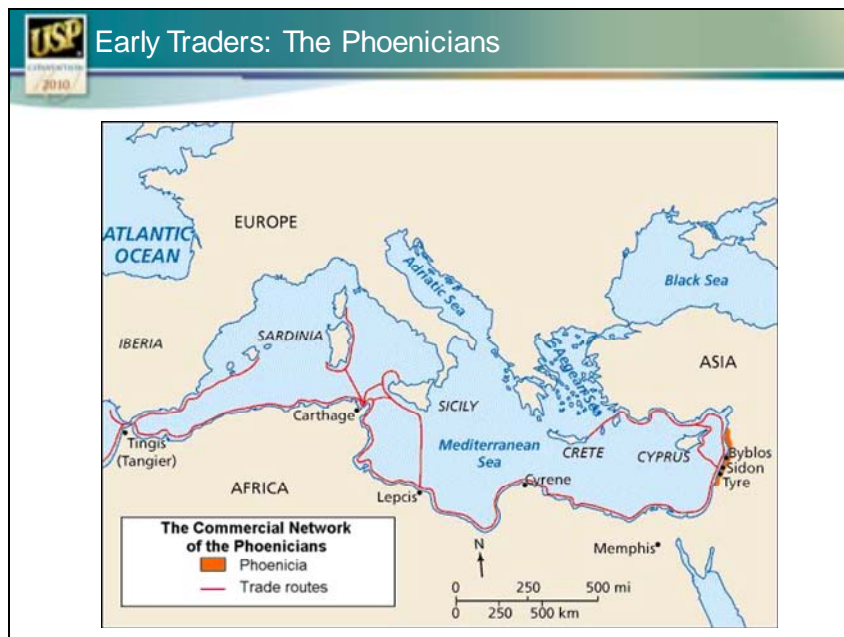 USP
CONVENTION
2010
Early Traders: The Phoenicians
EUROPE
ATLANTIC
OCEAN
Adriatic Sea
Black Sea
IBERIA
SARDINIA
Aegean Sea
ASIA
SICILY
Carthage
Tingis
(Tangier)
Mediterranean
Sea
CRETE
CYPRUS
Byblos
Sidon
Tyre
AFRICA
Lepcis
Cyrene
Memphis
The Commercial Network
of the Phoenicians
Phoenicia
Trade routes
N
0 250 500 mi
0 250 500 km